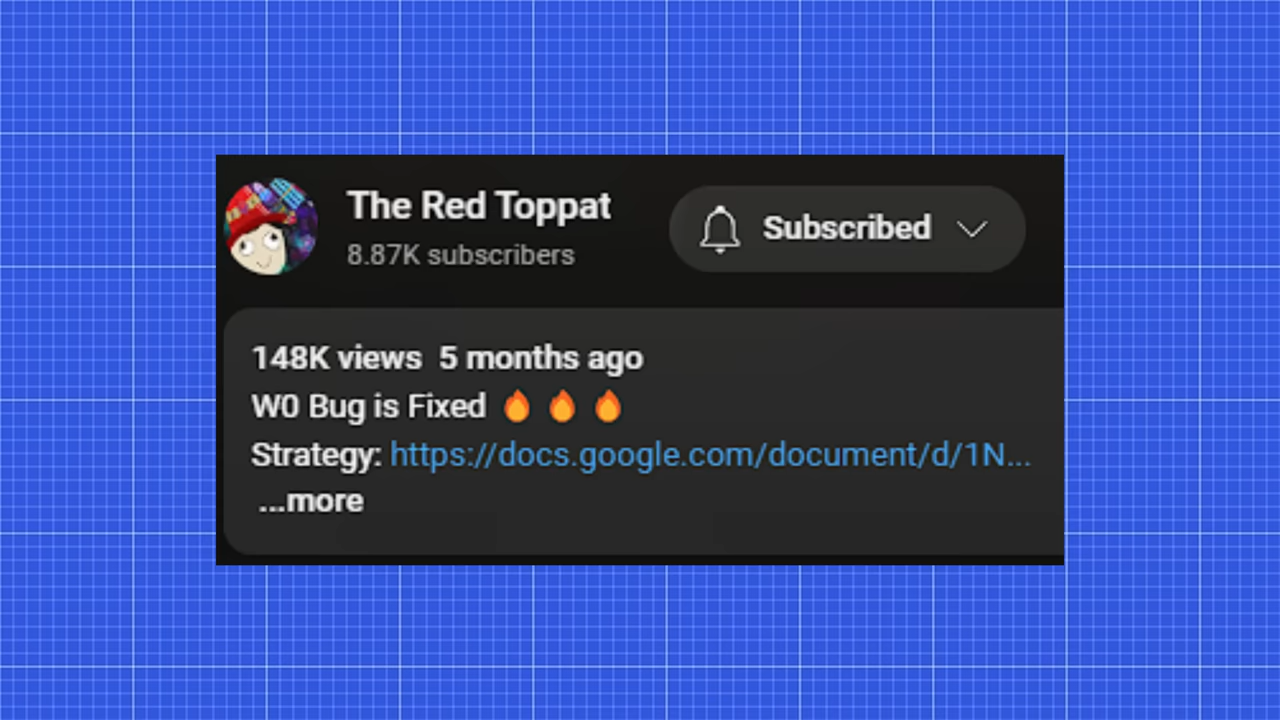 The Red Toppat
8.87K subscribers
Subscribed
148K views 5 months ago
W0 Bug is Fixed 🔥 🔥 🔥
Strategy: https://docs.google.com/document/d/1N...
...more